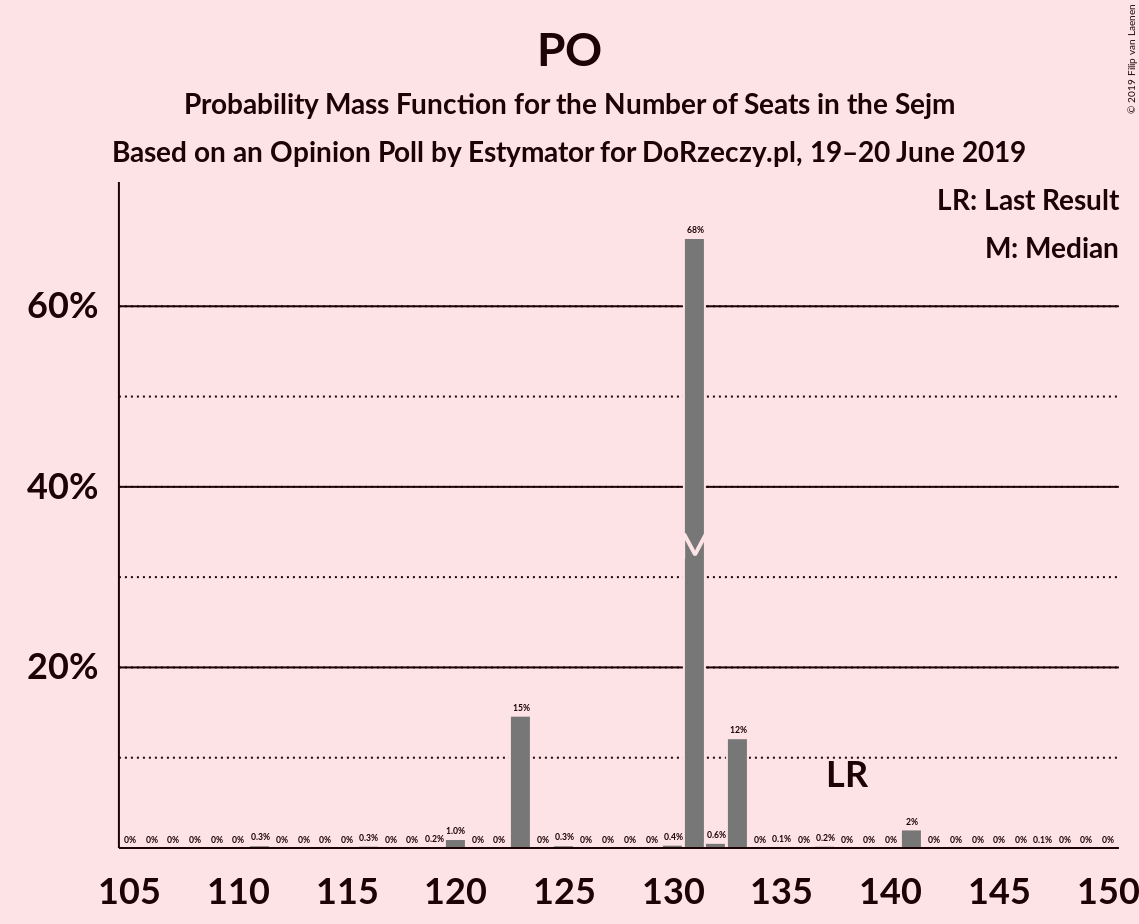 PO
Probability Mass Function for the Number of Seats in the Sejm
Based on an Opinion Poll by Estymator for DoRzeczy.pl, 19–20 June 2019
© 2019 Filip van Laenen
LR: Last Result
M: Median
60%
40%
20%
68%
15%
12%
LR
2%
0% 0% 0% 0% 0% 0% 0.3% 0% 0% 0% 0% 0.3% 0% 0% 0.2% 1.0% 0% 0% 0% 0.3% 0% 0% 0% 0% 0.4% 0.6% 0% 0.1% 0% 0.2% 0% 0% 0% 0% 0% 0% 0% 0% 0.1% 0% 0% 0%
105 110 115 120 125 130 135 140 145 150